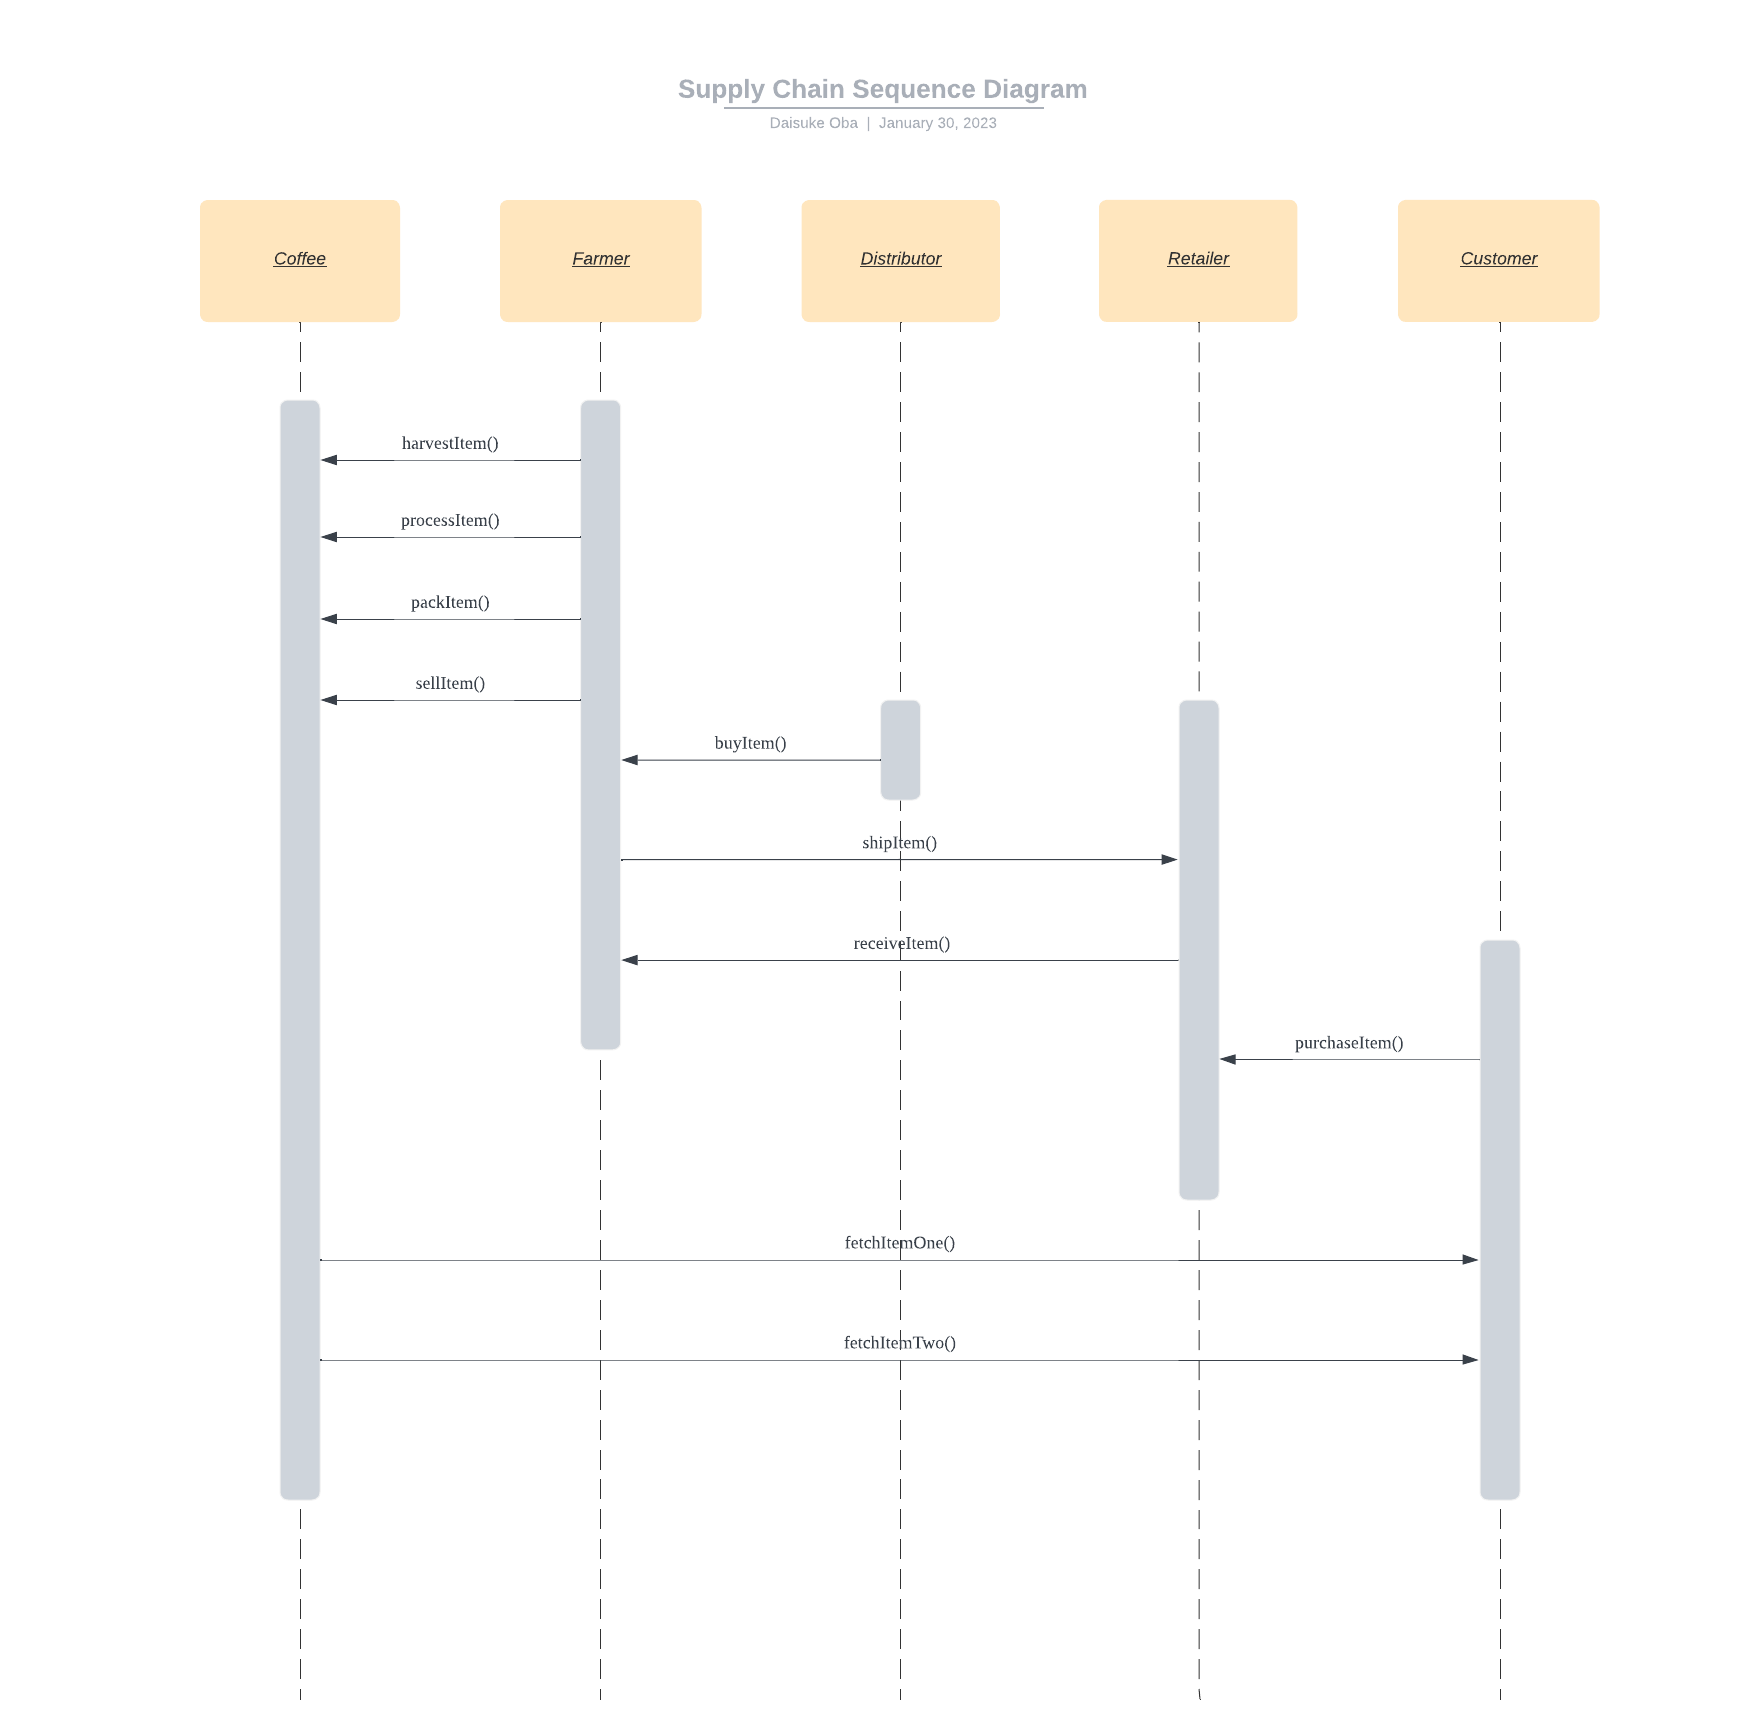 Supply Chain Sequence Diagram
Daisuke Oba | January 30, 2023
Coffee
Farmer
Distributor
Retailer
Customer
harvestItem()
processItem()
packItem()
sellItem()
buyItem()
shipItem()
receiveItem()
purchaseItem()
fetchItemOne()
fetchItemTwo()